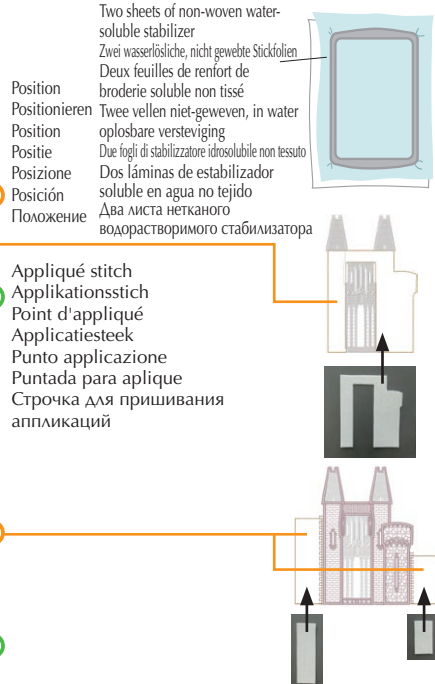 Two sheets of non-woven water-
soluble stabilizer
Zwei wasserlösliche, nicht gewebte Stickfolien
Deux feuilles de renfort de
broderie soluble non tissé
Twee vellen niet-geweven, in water
oplosbare versteviging
Due fogli di stabilizzatore idrosolubile non tessuto
Dos láminas de estabilizador
soluble en agua no tejido
Два листа нетканого
водорастворимого стабилизатора
Position
Positionieren
Position
Positie
Posizione
Posición
Положение
Appliqué stitch
Applikationsstich
Point d'appliqué
Applicatiesteek
Punto applicazione
Puntada para aplique
Строчка для пришивания
аппликаций